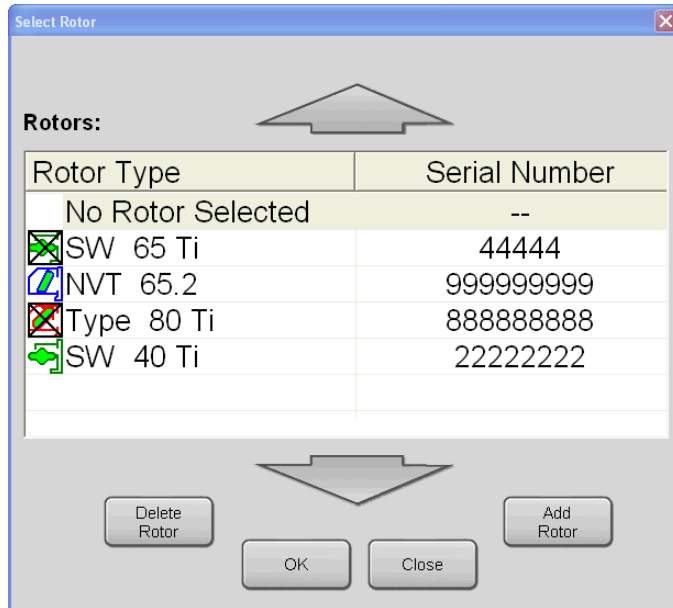 Select Rotor
Rotors:
Rotor Type Serial Number
No Rotor Selected --
SW 65 Ti 44444
NVT 65.2 999999999
Type 80 Ti 888888888
SW 40 Ti 22222222
Delete Rotor
Add Rotor
OK
Close